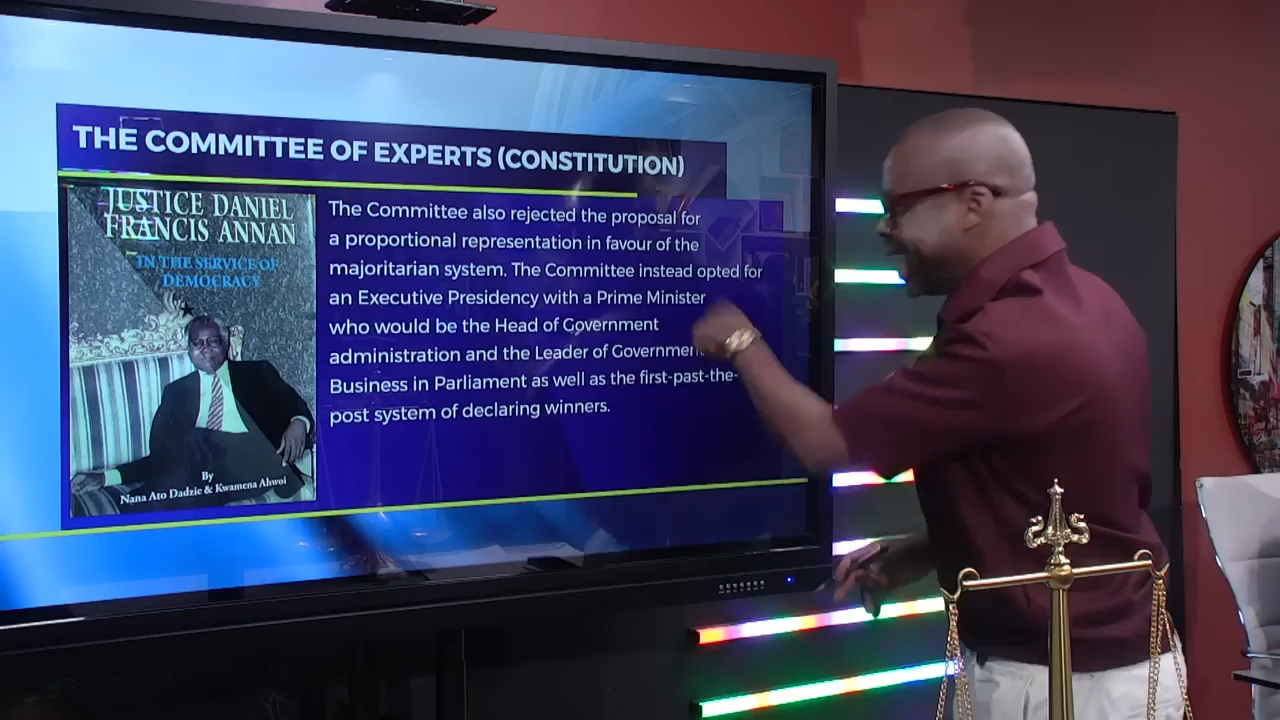 THE COMMITTEE OF EXPERTS (CONSTITUTION)
JUSTICE DANIEL
FRANCIS ANNAN
IN THE SERVICE OF
DEMOCRACY
By
Nana Ato Dadzie & Kwamena Ahwoi
The Committee also rejected the proposal for
a proportional representation in favour of the
majoritarian system. The Committee instead opted for
an Executive Presidency with a Prime Minister
who would be the Head of Government
administration and the Leader of Government
Business in Parliament as well as the first-past-the-
post system of declaring winners.